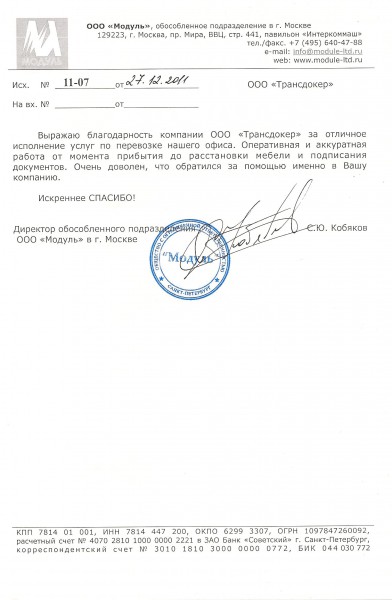 ООО «Модуль», обособленное подразделение в г. Москве
129223, г. Москва, пр. Мира, ВВЦ, стр. 441, павильон «Интеркоммаш»
тел./факс. +7 (495) 640-47-88
e-mail: info@module-ltd.ru
web: www.module-ltd.ru
МОДУЛЬ
Исх. № 11-07 от 27.12.2011 ООО «Трансдокер»
На вх. № от
Выражаю благодарность компании ООО «Трансдокер» за отличное
исполнение услуг по перевозке нашего офиса. Оперативная и аккуратная
работа от момента прибытия до расстановки мебели и подписания
документов. Очень доволен, что обратился за помощью именно в Вашу
компанию.
Искреннее СПАСИБО!
Директор обособленного подразделения С.Ю. Кобяков
ООО «Модуль» в г. Москве
"Модуль"
САНКТ-ПЕТЕРБУРГ
КПП 7814 01 001, ИНН 7814 447 200, ОКПО 6299 3307, ОГРН 1097847260092,
расчетный счет № 4070 2810 1000 0000 2221 в ЗАО Банк «Советский» г. Санкт-Петербург,
корреспондентский счет № 3010 1810 3000 0000 0772, БИК 044 030 772